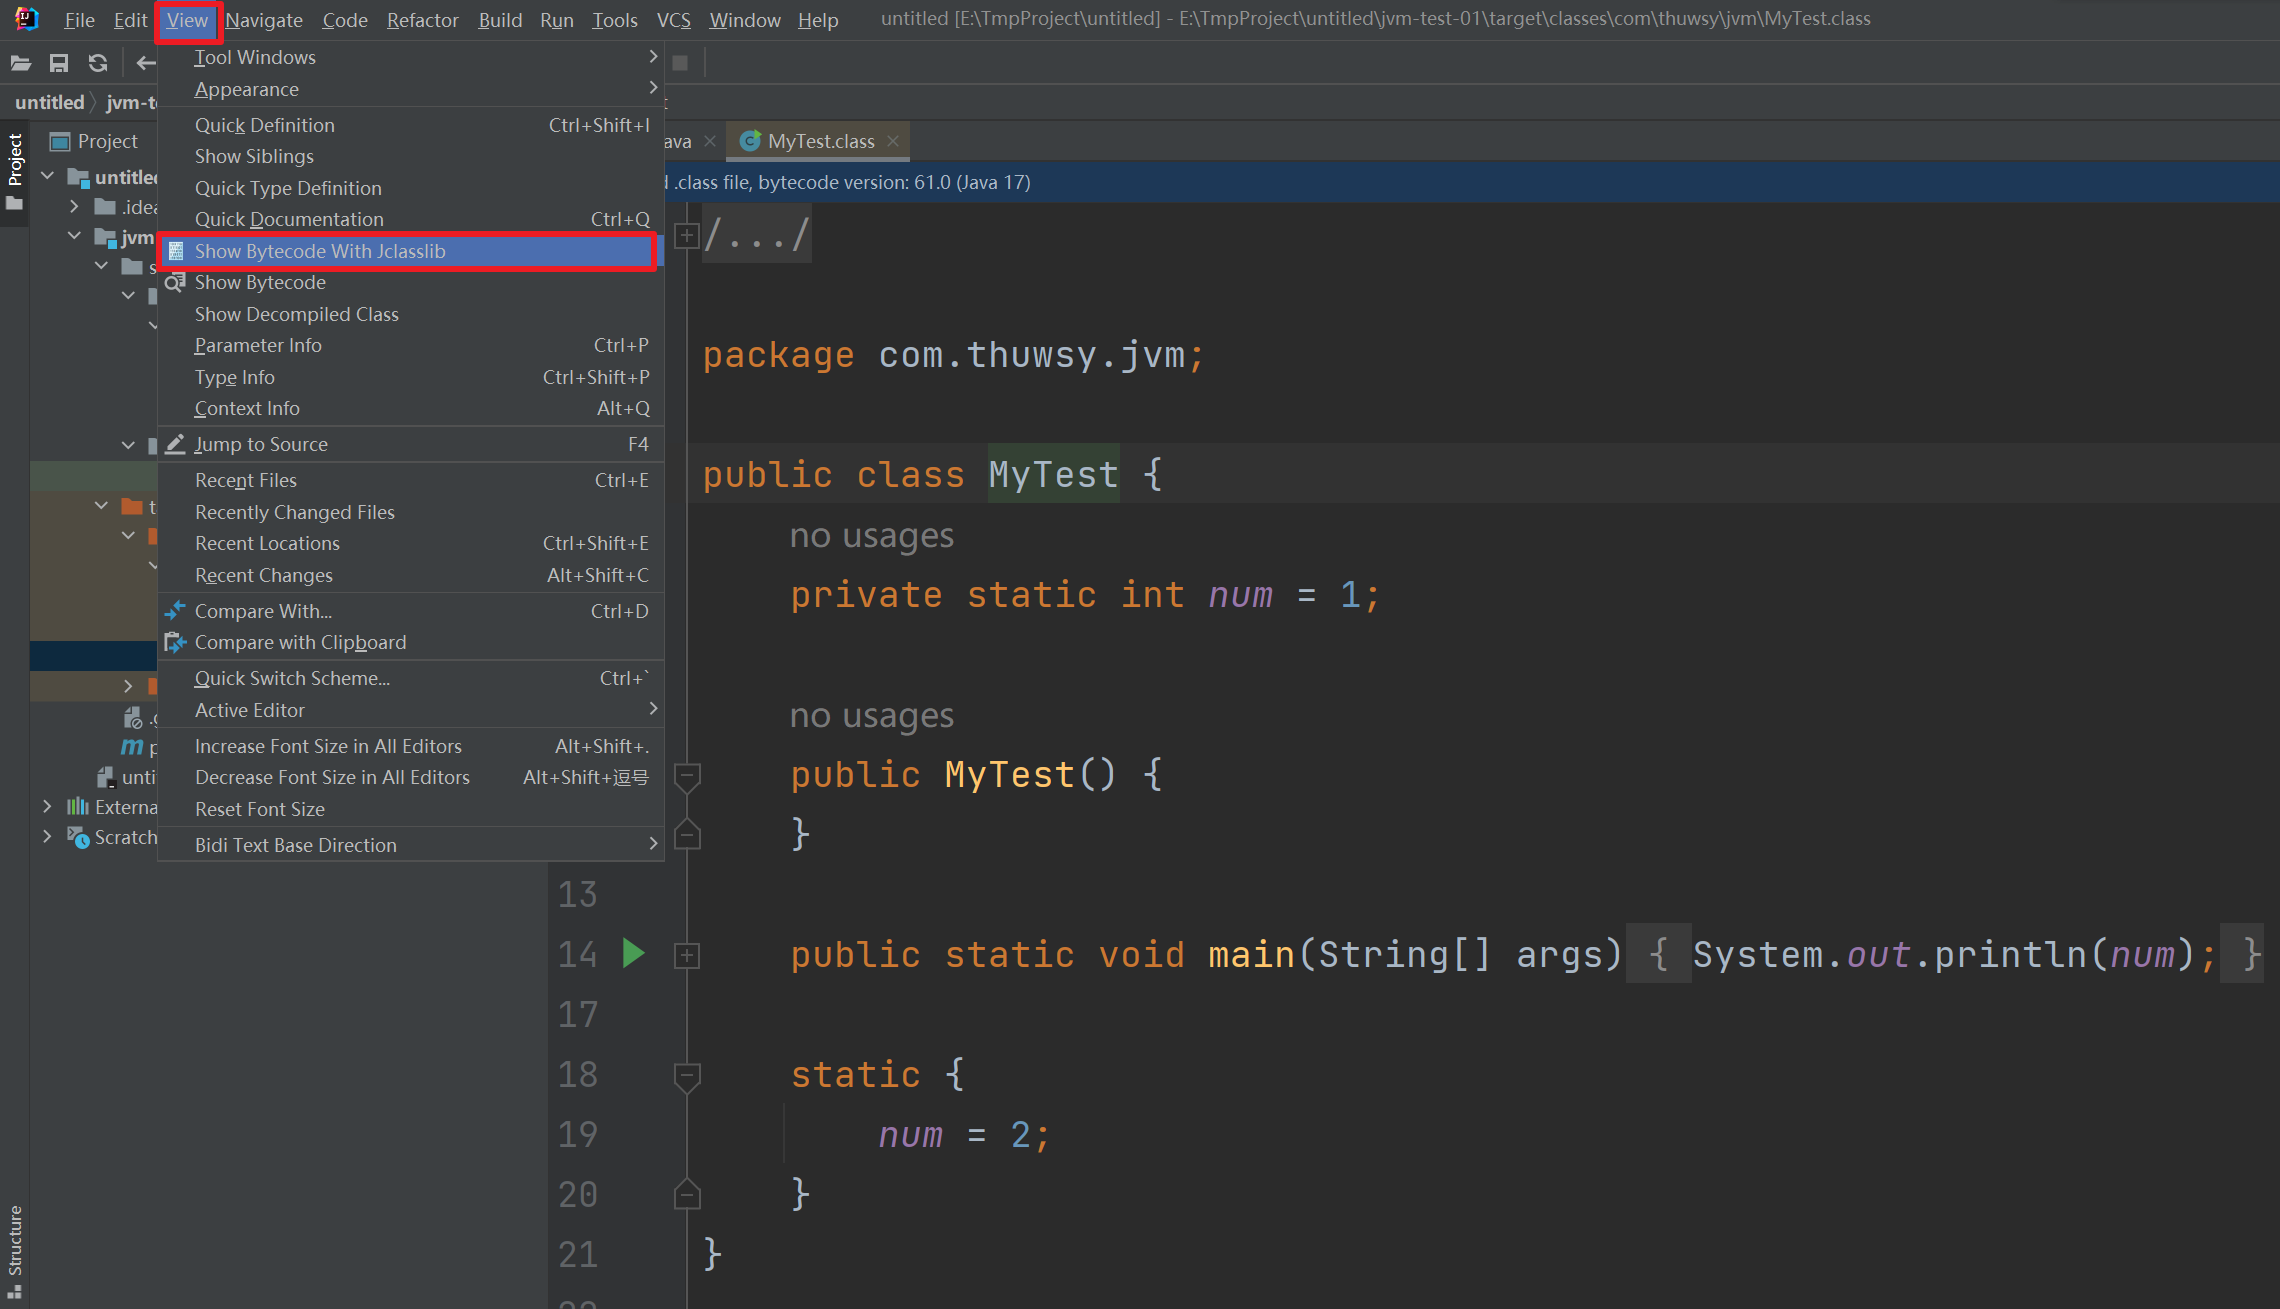 File Edit View Navigate Code Refactor Build Run Tools VCS Window Help untitled [E:\TmpProject\untitled] - E:\TmpProject\untitled\jvm-test-01\target\classes\com\thuwsy\jvm\MyTest.class
untitled jvm-t
Project
MyTest.class
.class file, bytecode version: 61.0 (Java 17)
Project
untitled
.idea
jvm
unti
Externa
Scratch
Structure
Tool Windows
Appearance
Quick Definition Ctrl+Shift+I
Show Siblings
Quick Type Definition
Quick Documentation Ctrl+Q
Show Bytecode With Jclasslib
Show Bytecode
Show Decompiled Class
Parameter Info Ctrl+P
Type Info Ctrl+Shift+P
Context Info Alt+Q
Jump to Source F4
Recent Files Ctrl+E
Recently Changed Files
Recent Locations Ctrl+Shift+E
Recent Changes Alt+Shift+C
Compare With... Ctrl+D
Compare with Clipboard
Quick Switch Scheme... Ctrl+`
Active Editor
Increase Font Size in All Editors Alt+Shift+.
Decrease Font Size in All Editors Alt+Shift+逗号
Reset Font Size
Bidi Text Base Direction
/.../
package com.thuwsy.jvm;
public class MyTest {
no usages
private static int num = 1;
no usages
public MyTest() {
}
13
14 public static void main(String[] args) { System.out.println(num); }
17
18 static {
19 num = 2;
20 }
21 }